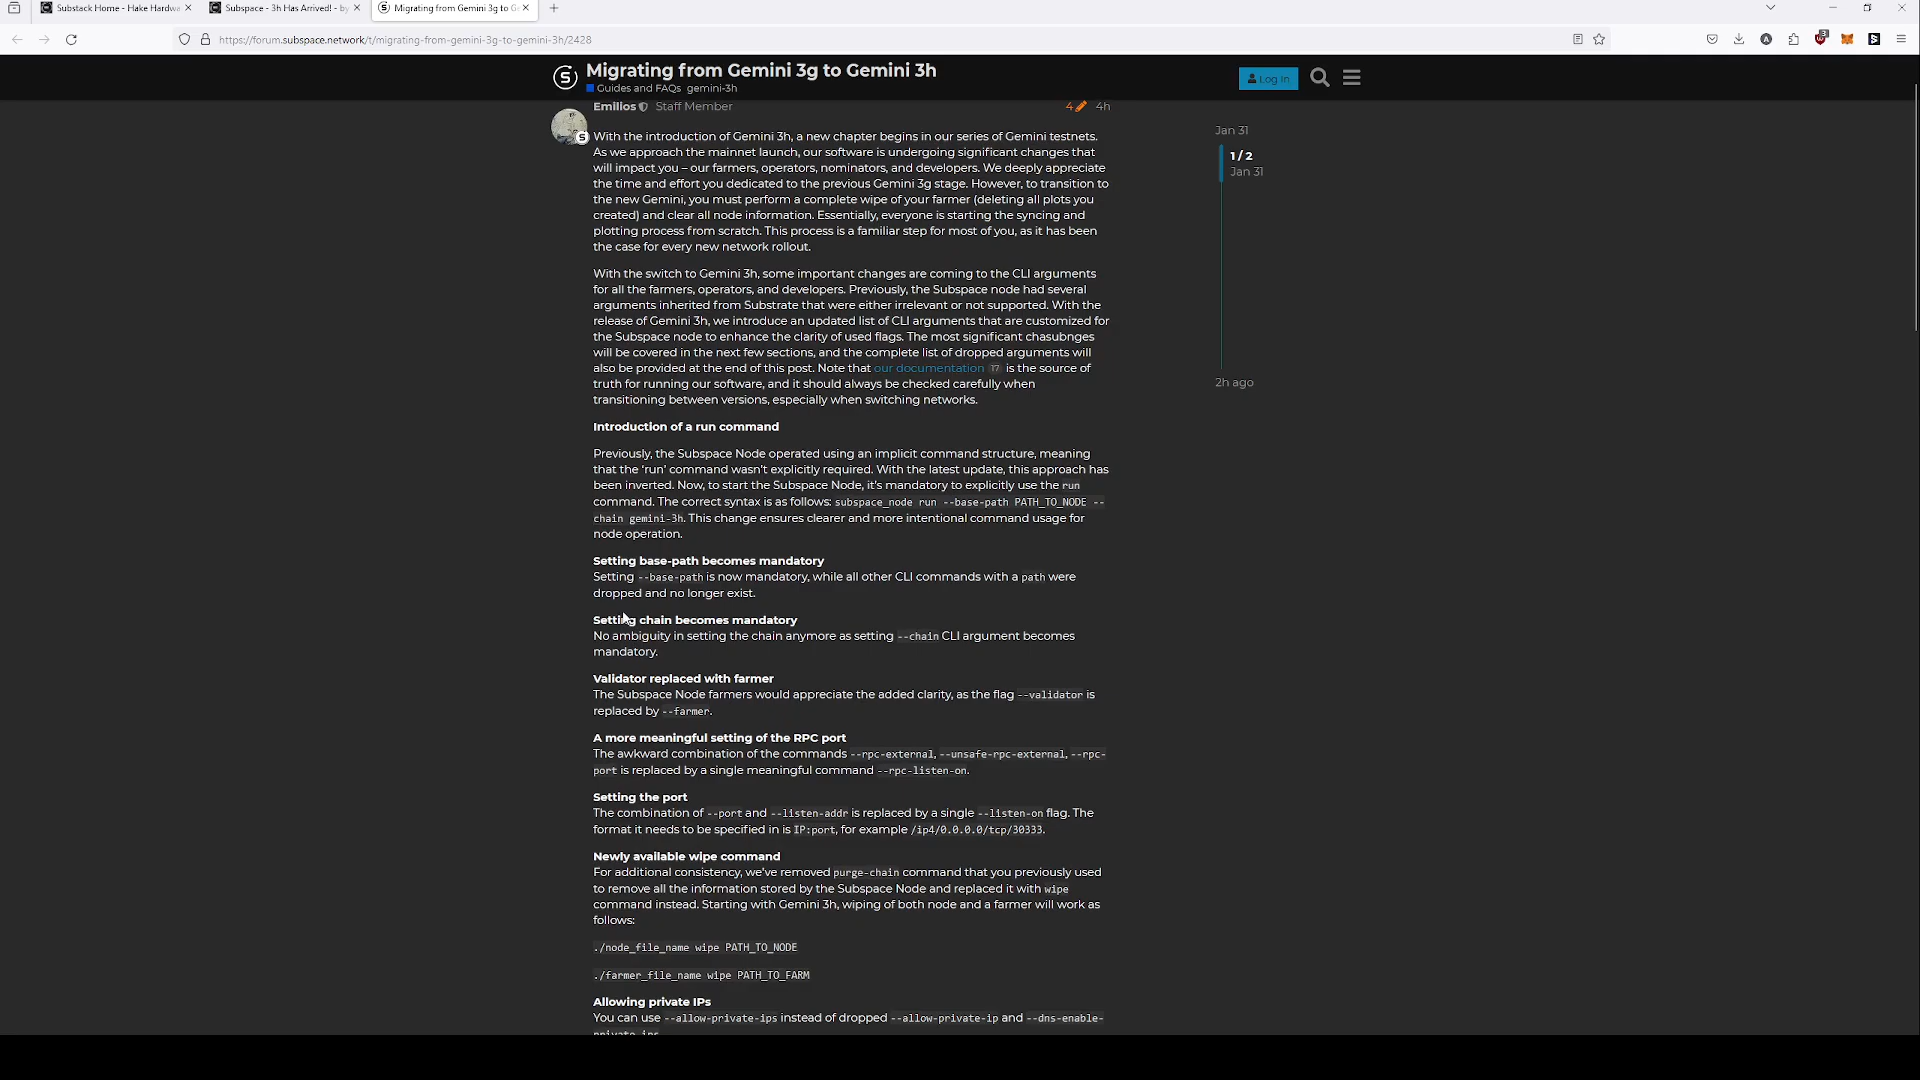 Substack Home - Hake Hardwa
Subspace - 3h Has Arrived! - by
Migrating from Gemini 3g to Ge
https://forum.subspace.network/t/migrating-from-gemini-3g-to-gemini-3h/2428
3
Migrating from Gemini 3g to Gemini 3h
Guides and FAQs gemini-3h
Log In
Emilios Staff Member
4 4h
With the introduction of Gemini 3h, a new chapter begins in our series of Gemini testnets.
As we approach the mainnet launch, our software is undergoing significant changes that
will impact you – our farmers, operators, nominators, and developers. We deeply appreciate
the time and effort you dedicated to the previous Gemini 3g stage. However, to transition to
the new Gemini, you must perform a complete wipe of your farmer (deleting all plots you
created) and clear all node information. Essentially, everyone is starting the syncing and
plotting process from scratch. This process is a familiar step for most of you, as it has been
the case for every new network rollout.
With the switch to Gemini 3h, some important changes are coming to the CLI arguments
for all the farmers, operators, and developers. Previously, the Subspace node had several
arguments inherited from Substrate that were either irrelevant or not supported. With the
release of Gemini 3h, we introduce an updated list of CLI arguments that are customized for
the Subspace node to enhance the clarity of used flags. The most significant chasubnges
will be covered in the next few sections, and the complete list of dropped arguments will
also be provided at the end of this post. Note that our documentation 17 is the source of
truth for running our software, and it should always be checked carefully when
transitioning between versions, especially when switching networks.
Introduction of a run command
Previously, the Subspace Node operated using an implicit command structure, meaning
that the 'run' command wasn't explicitly required. With the latest update, this approach has
been inverted. Now, to start the Subspace Node, it's mandatory to explicitly use the run
command. The correct syntax is as follows: subspace_node run --base-path PATH_TO_NODE --
chain gemini-3h. This change ensures clearer and more intentional command usage for
node operation.
Setting base-path becomes mandatory
Setting --base-path is now mandatory, while all other CLI commands with a path were
dropped and no longer exist.
Setting chain becomes mandatory
No ambiguity in setting the chain anymore as setting --chain CLI argument becomes
mandatory.
Validator replaced with farmer
The Subspace Node farmers would appreciate the added clarity, as the flag --validator is
replaced by --farmer.
A more meaningful setting of the RPC port
The awkward combination of the commands --rpc-external, --unsafe-rpc-external, --rpc-
port is replaced by a single meaningful command --rpc-listen-on.
Setting the port
The combination of --port and --listen-addr is replaced by a single --listen-on flag. The
format it needs to be specified in is IP:port, for example /ip4/0.0.0.0/tcp/30333.
Newly available wipe command
For additional consistency, we've removed purge-chain command that you previously used
to remove all the information stored by the Subspace Node and replaced it with wipe
command instead. Starting with Gemini 3h, wiping of both node and a farmer will work as
follows:
./node_file_name wipe PATH_TO_NODE
./farmer_file_name wipe PATH_TO_FARM
Allowing private IPs
You can use --allow-private-ips instead of dropped --allow-private-ip and --dns-enable-
private-ips
Jan 31
1 / 2
Jan 31
2h ago